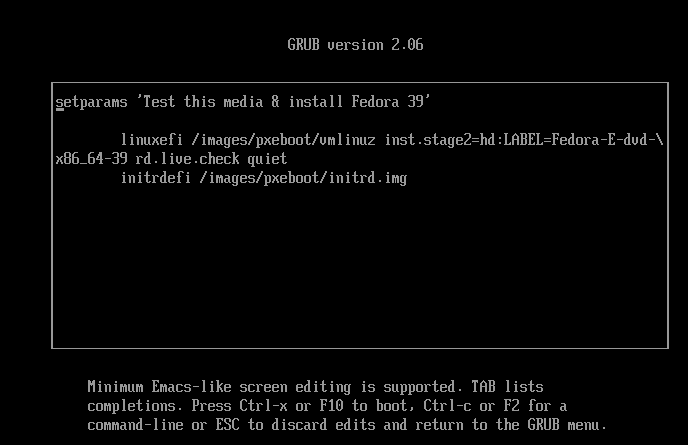 GRUB version 2.06
setparams 'Test this media & install Fedora 39'
linuxefi /images/pxeboot/vmlinuz inst.stage2=hd:LABEL=Fedora-E-dvd-\
x86_64-39 rd.live.check quiet
initrdefi /images/pxeboot/initrd.img
Minimum Emacs-like screen editing is supported. TAB lists
completions. Press Ctrl-x or F10 to boot, Ctrl-c or F2 for a
command-line or ESC to discard edits and return to the GRUB menu.